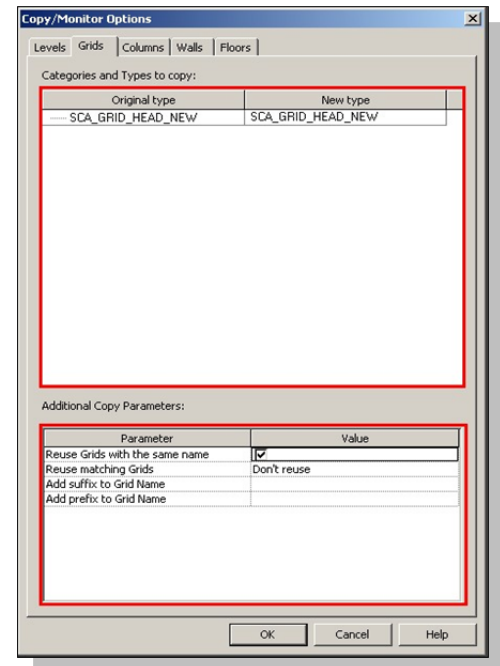 Copy/Monitor Options
Levels Grids Columns Walls Floors
Categories and Types to copy:
Original type New type
SCA_GRID_HEAD_NEW SCA_GRID_HEAD_NEW
Additional Copy Parameters:
Parameter Value
Reuse Grids with the same name
Reuse matching Grids Don't reuse
Add suffix to Grid Name
Add prefix to Grid Name
OK Cancel Help